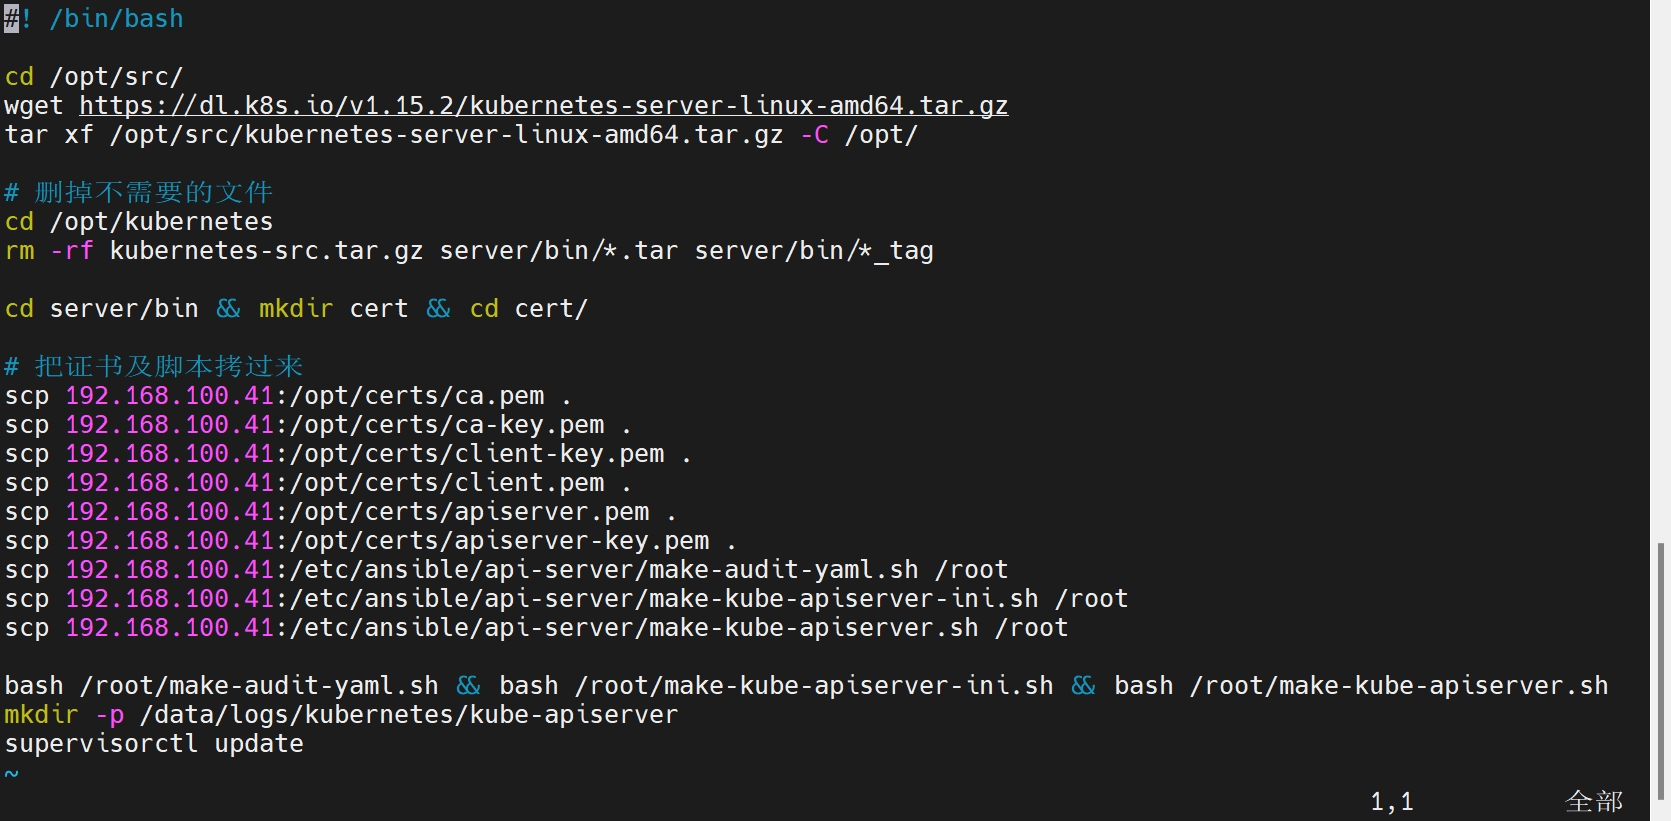 #! /bin/bash
cd /opt/src/
wget https://dl.k8s.io/v1.15.2/kubernetes-server-linux-amd64.tar.gz
tar xf /opt/src/kubernetes-server-linux-amd64.tar.gz -C /opt/
# 删掉不需要的文件
cd /opt/kubernetes
rm -rf kubernetes-src.tar.gz server/bin/*.tar server/bin/*_tag
cd server/bin && mkdir cert && cd cert/
# 把证书及脚本拷过来
scp 192.168.100.41:/opt/certs/ca.pem .
scp 192.168.100.41:/opt/certs/ca-key.pem .
scp 192.168.100.41:/opt/certs/client-key.pem .
scp 192.168.100.41:/opt/certs/client.pem .
scp 192.168.100.41:/opt/certs/apiserver.pem .
scp 192.168.100.41:/opt/certs/apiserver-key.pem .
scp 192.168.100.41:/etc/ansible/api-server/make-audit-yaml.sh /root
scp 192.168.100.41:/etc/ansible/api-server/make-kube-apiserver-ini.sh /root
scp 192.168.100.41:/etc/ansible/api-server/make-kube-apiserver.sh /root
bash /root/make-audit-yaml.sh && bash /root/make-kube-apiserver-ini.sh && bash /root/make-kube-apiserver.sh
mkdir -p /data/logs/kubernetes/kube-apiserver
supervisorctl update
~
1,1 全部